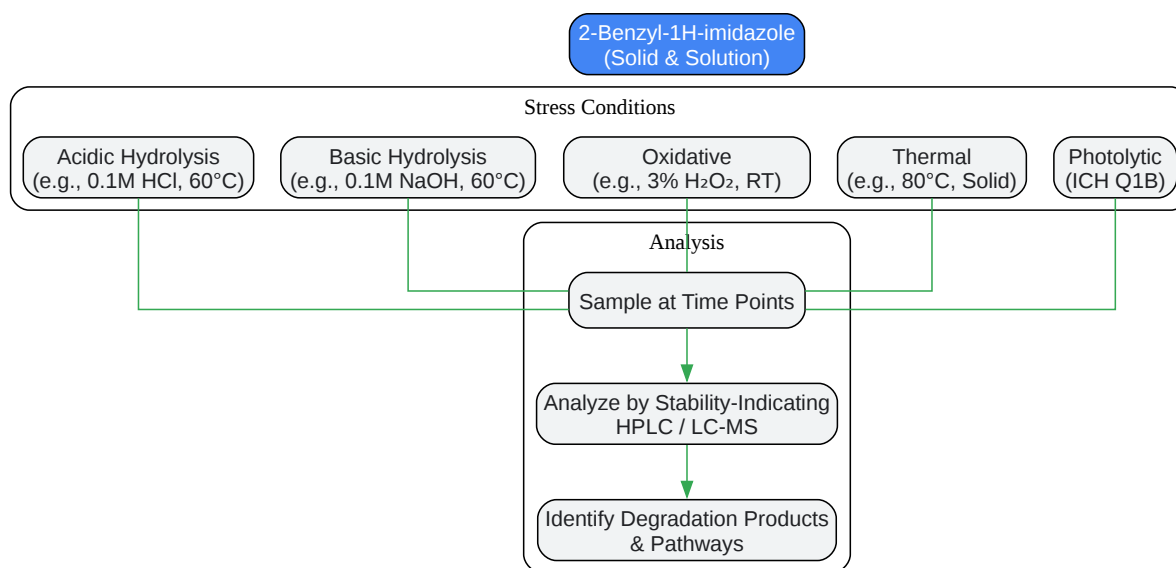 2-Benzyl-1H-imidazole
(Solid & Solution)
Stress Conditions
Acidic Hydrolysis
(e.g., 0.1M HCl, 60°C)
Basic Hydrolysis
(e.g., 0.1M NaOH, 60°C)
Oxidative
(e.g., 3% H₂O₂, RT)
Thermal
(e.g., 80°C, Solid)
Photolytic
(ICH Q1B)
Analysis
Sample at Time Points
Analyze by Stability-Indicating
HPLC / LC-MS
Identify Degradation Products
& Pathways